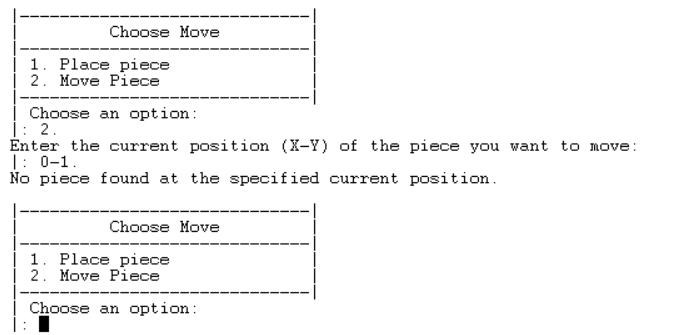 |-----------------------------|
|         Choose Move         |
|-----------------------------|
| 1. Place piece              |
| 2. Move Piece               |
|-----------------------------|
| Choose an option:
|: 2.
Enter the current position (X-Y) of the piece you want to move:
|: 0-1.
No piece found at the specified current position.
|-----------------------------|
|         Choose Move         |
|-----------------------------|
| 1. Place piece              |
| 2. Move Piece               |
|-----------------------------|
| Choose an option:
|: